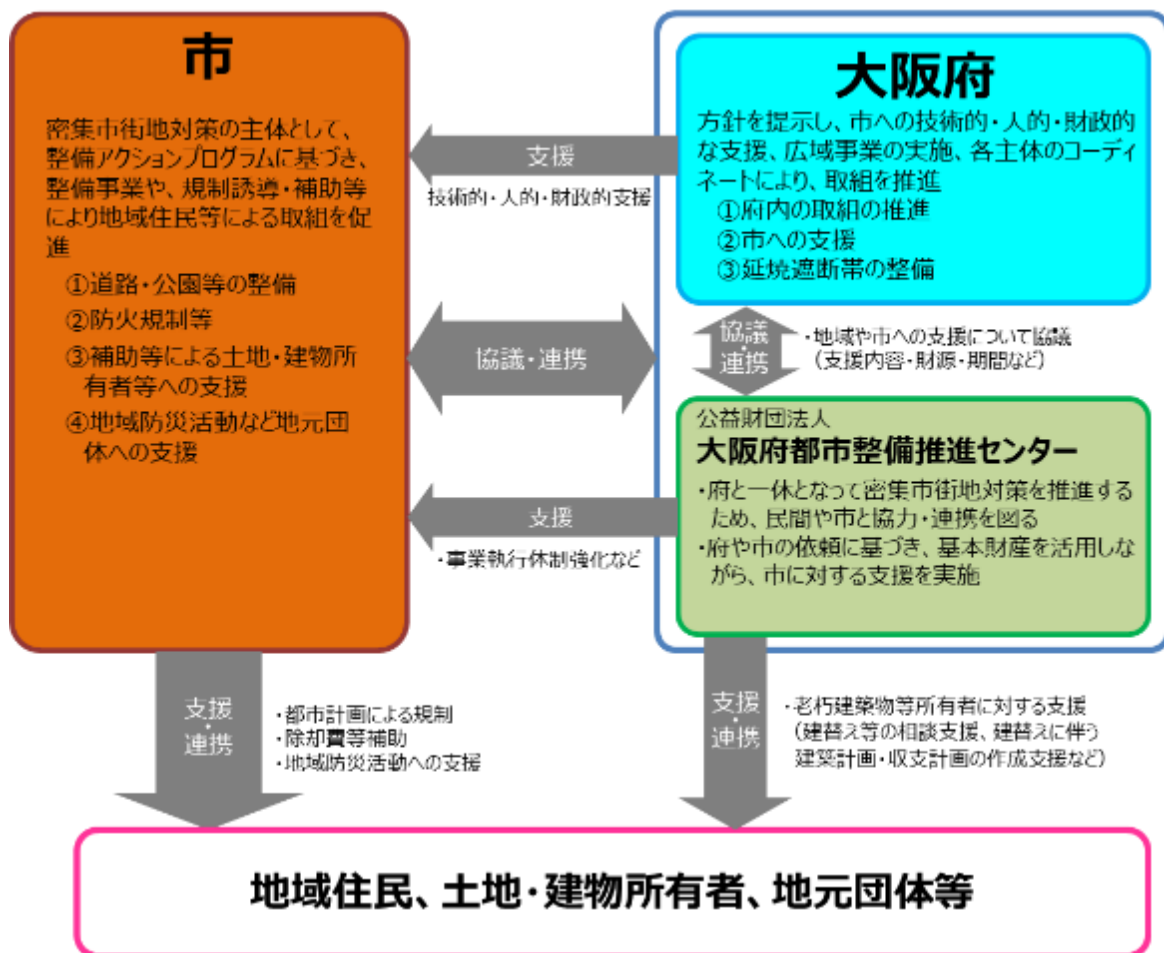 市
密集市街地対策の主体として、
整備アクションプログラムに基づき、
整備事業や、規制誘導・補助等
により地域住民等による取組を促
進
①道路・公園等の整備
②防火規制等
③補助等による土地・建物所
有者等への支援
④地域防災活動など地元団
体への支援
支援
技術的・人的・財政的支援
協議・連携
支援
・事業執行体制強化など
大阪府
方針を提示し、市への技術的・人的・財政的
な支援、広域事業の実施、各主体のコーディ
ネートにより、取組を推進
①府内の取組の推進
②市への支援
③延焼遮断帯の整備
協議
・
連携
・地域や市への支援について協議
（支援内容・財源・期間など）
公益財団法人
大阪府都市整備推進センター
・府と一体となって密集市街地対策を推進する
ため、民間や市と協力・連携を図る
・府や市の依頼に基づき、基本財産を活用しな
がら、市に対する支援を実施
支援
・
連携
・都市計画による規制
・除却費等補助
・地域防災活動への支援
支援
・
連携
・老朽建築物等所有者に対する支援
（建替え等の相談支援、建替えに伴う
建築計画・収支計画の作成支援など）
地域住民、土地・建物所有者、地元団体等